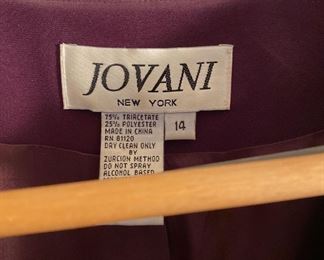 JOVANI
NEW YORK
75% TRIACETATE
25% POLYESTER
MADE IN CHINA
RN 81120
DRY CLEAN ONLY
BY
ZURCION METHOD
DO NOT SPRAY
ALCOHOL BASED
14